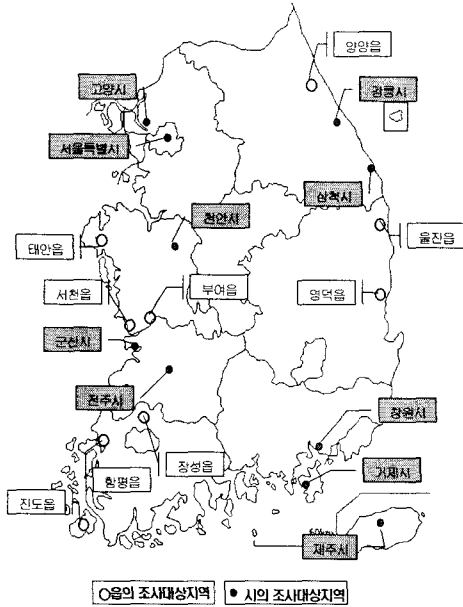 양양읍
고양시
강릉시
서울특별시
삼척시
천안시
울진읍
태안읍
서천읍
부여읍
영덕읍
군산시
전주시
창원시
장성읍
거제시
함평읍
진도읍
제주시
읍의 조사대상지역
시의 조사대상지역